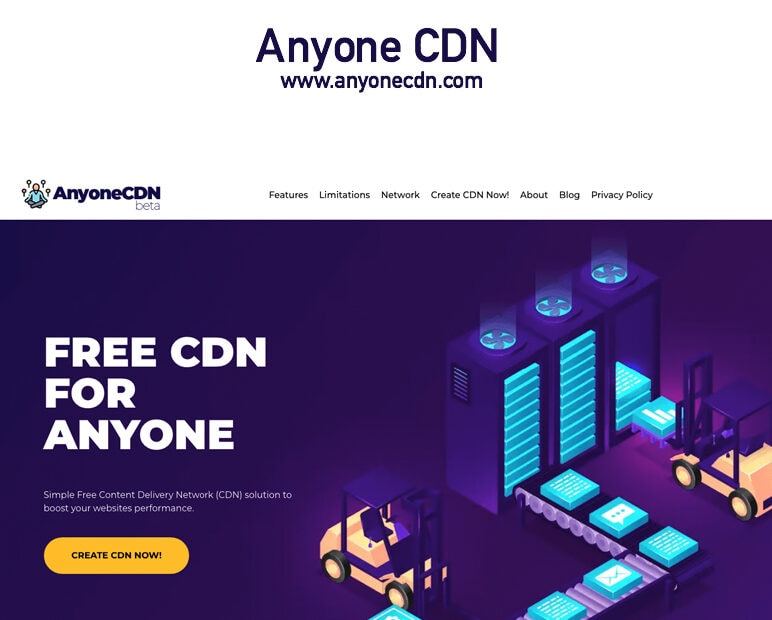 Anyone CDN
www.anyonecdn.com
AnyoneCDN
beta
Features Limitations Network Create CDN Now! About Blog Privacy Policy
FREE CDN
FOR
ANYONE
Simple Free Content Delivery Network (CDN) solution to
boost your websites performance.
CREATE CDN NOW!